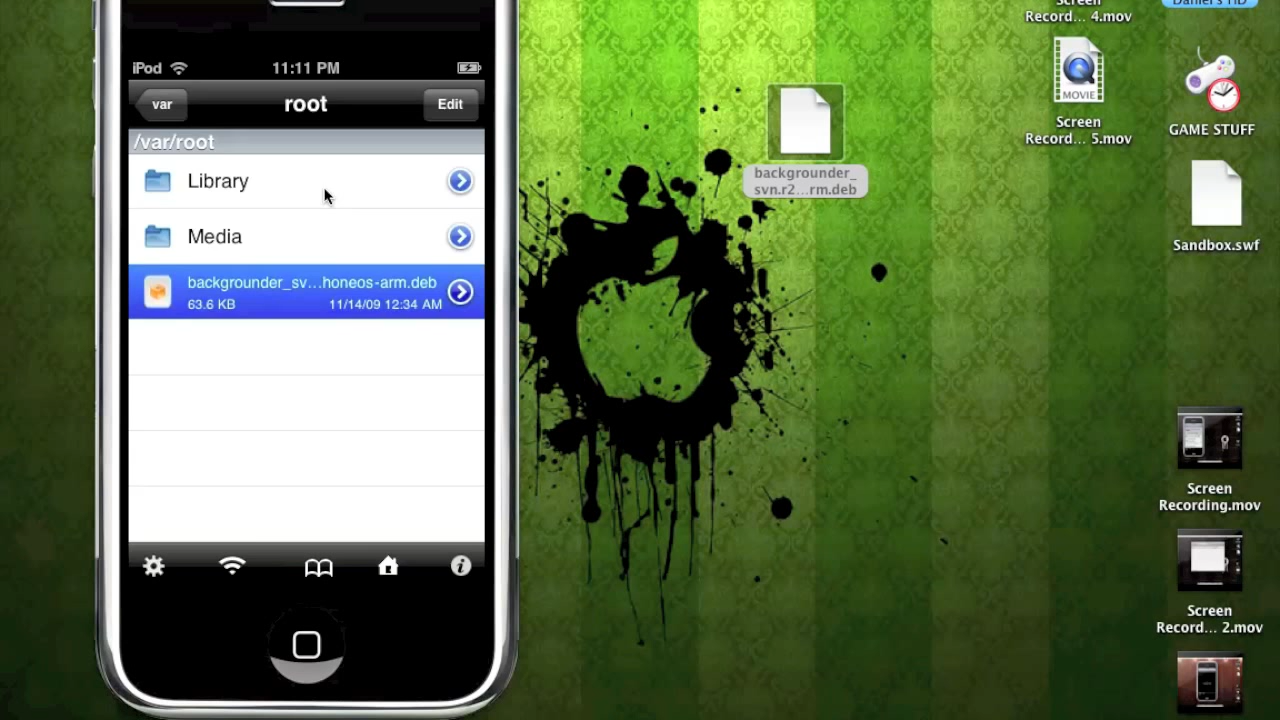 iPod
11:11 PM
var
root
Edit
/var/root
Library
Media
backgrounder_sv...honeos-arm.deb
63.6 KB
11/14/09 12:34 AM
backgrounder_
svn.r2...rm.deb
Screen
Record... 4.mov
Daniel's HD
MOVIE
Screen
Record... 5.mov
GAME STUFF
Sandbox.swf
Screen
Recording.mov
Screen
Record... 2.mov